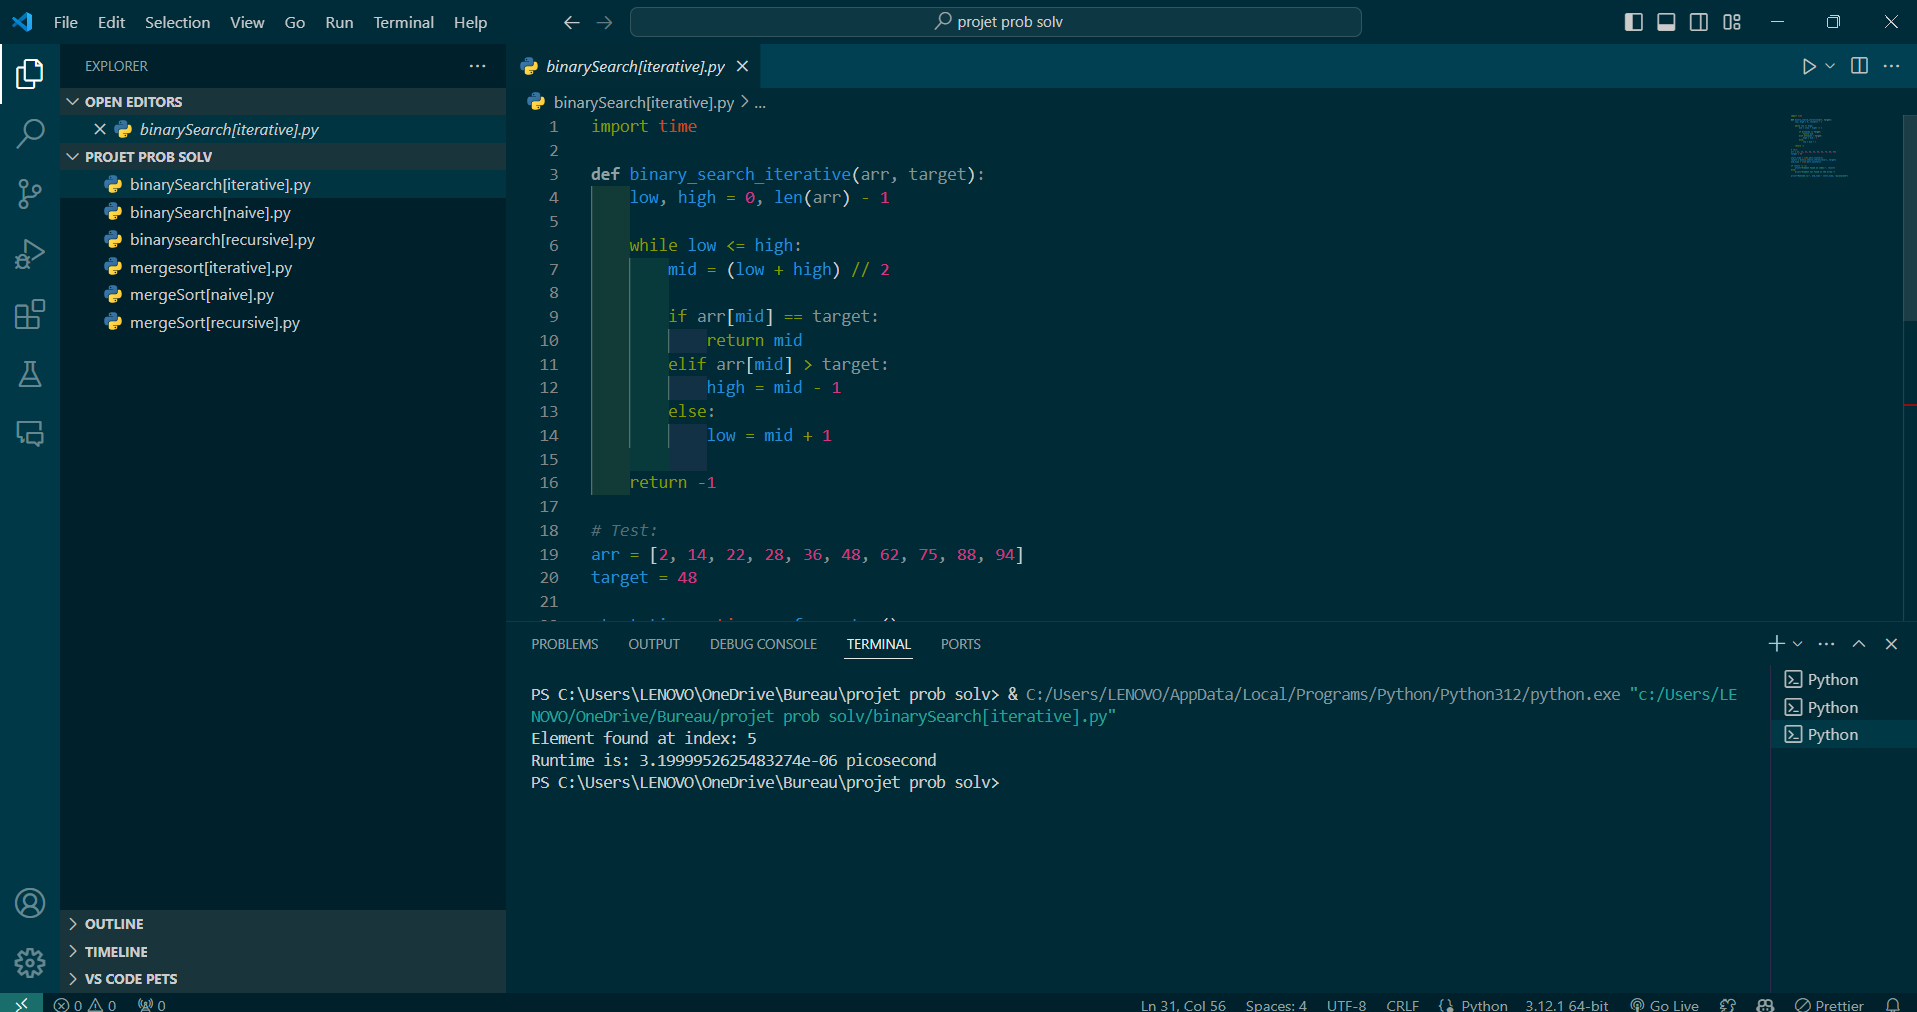 File Edit Selection View Go Run Terminal Help
projet prob solv
EXPLORER
OPEN EDITORS
binarySearch[iterative].py
PROJET PROB SOLV
binarySearch[iterative].py
binarySearch[naive].py
binarysearch[recursive].py
mergesort[iterative].py
mergeSort[naive].py
mergeSort[recursive].py
OUTLINE
TIMELINE
VS CODE PETS
binarySearch[iterative].py
binarySearch[iterative].py > ...
1 import time
2
3 def binary_search_iterative(arr, target):
4 low, high = 0, len(arr) - 1
5
6 while low <= high:
7 mid = (low + high) // 2
8
9 if arr[mid] == target:
10 return mid
11 elif arr[mid] > target:
12 high = mid - 1
13 else:
14 low = mid + 1
15
16 return -1
17
18 # Test:
19 arr = [2, 14, 22, 28, 36, 48, 62, 75, 88, 94]
20 target = 48
21
PROBLEMS OUTPUT DEBUG CONSOLE TERMINAL PORTS
PS C:\Users\LENOVO\OneDrive\Bureau\projet prob solv> & C:/Users/LENOVO/AppData/Local/Programs/Python/Python312/python.exe "c:/Users/LE
NOVO/OneDrive/Bureau/projet prob solv/binarySearch[iterative].py"
Element found at index: 5
Runtime is: 3.1999952625483274e-06 picosecond
PS C:\Users\LENOVO\OneDrive\Bureau\projet prob solv>
Python
Python
Python
0 0 0
Ln 31, Col 56 Spaces: 4 UTF-8 CRLF Python 3.12.1 64-bit Go Live Prettier